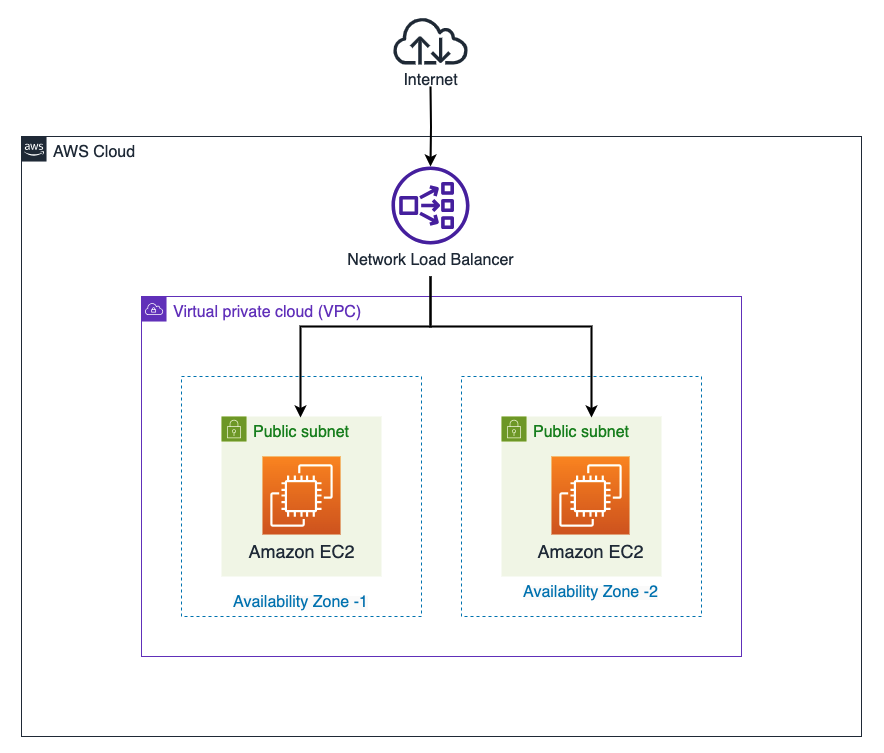 Internet
aws
AWS Cloud
Network Load Balancer
Virtual private cloud (VPC)
Public subnet
Amazon EC2
Availability Zone -1
Public subnet
Amazon EC2
Availability Zone -2